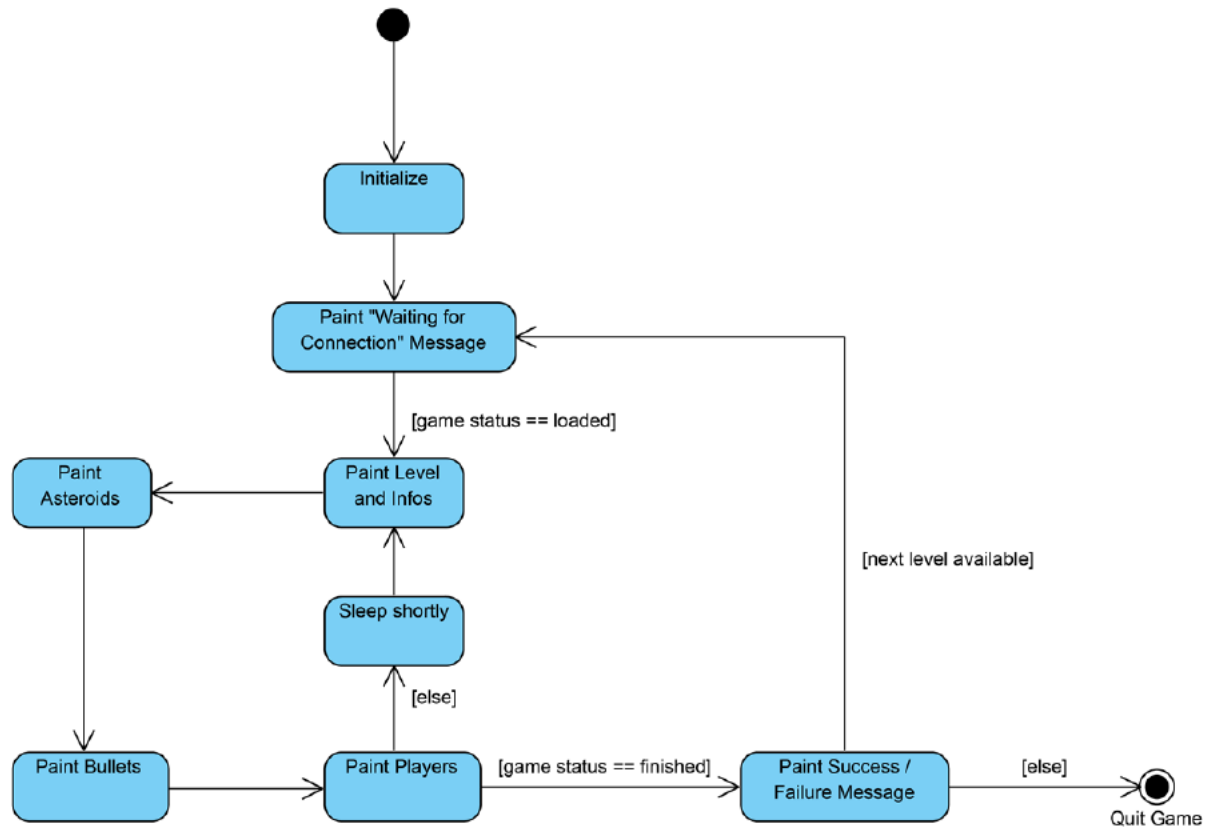 Initialize
Paint "Waiting for
Connection" Message
[game status == loaded]
Paint
Asteroids
Paint Level
and Infos
[next level available]
Sleep shortly
[else]
Paint Bullets
Paint Players
[game status == finished]
Paint Success /
Failure Message
[else]
Quit Game